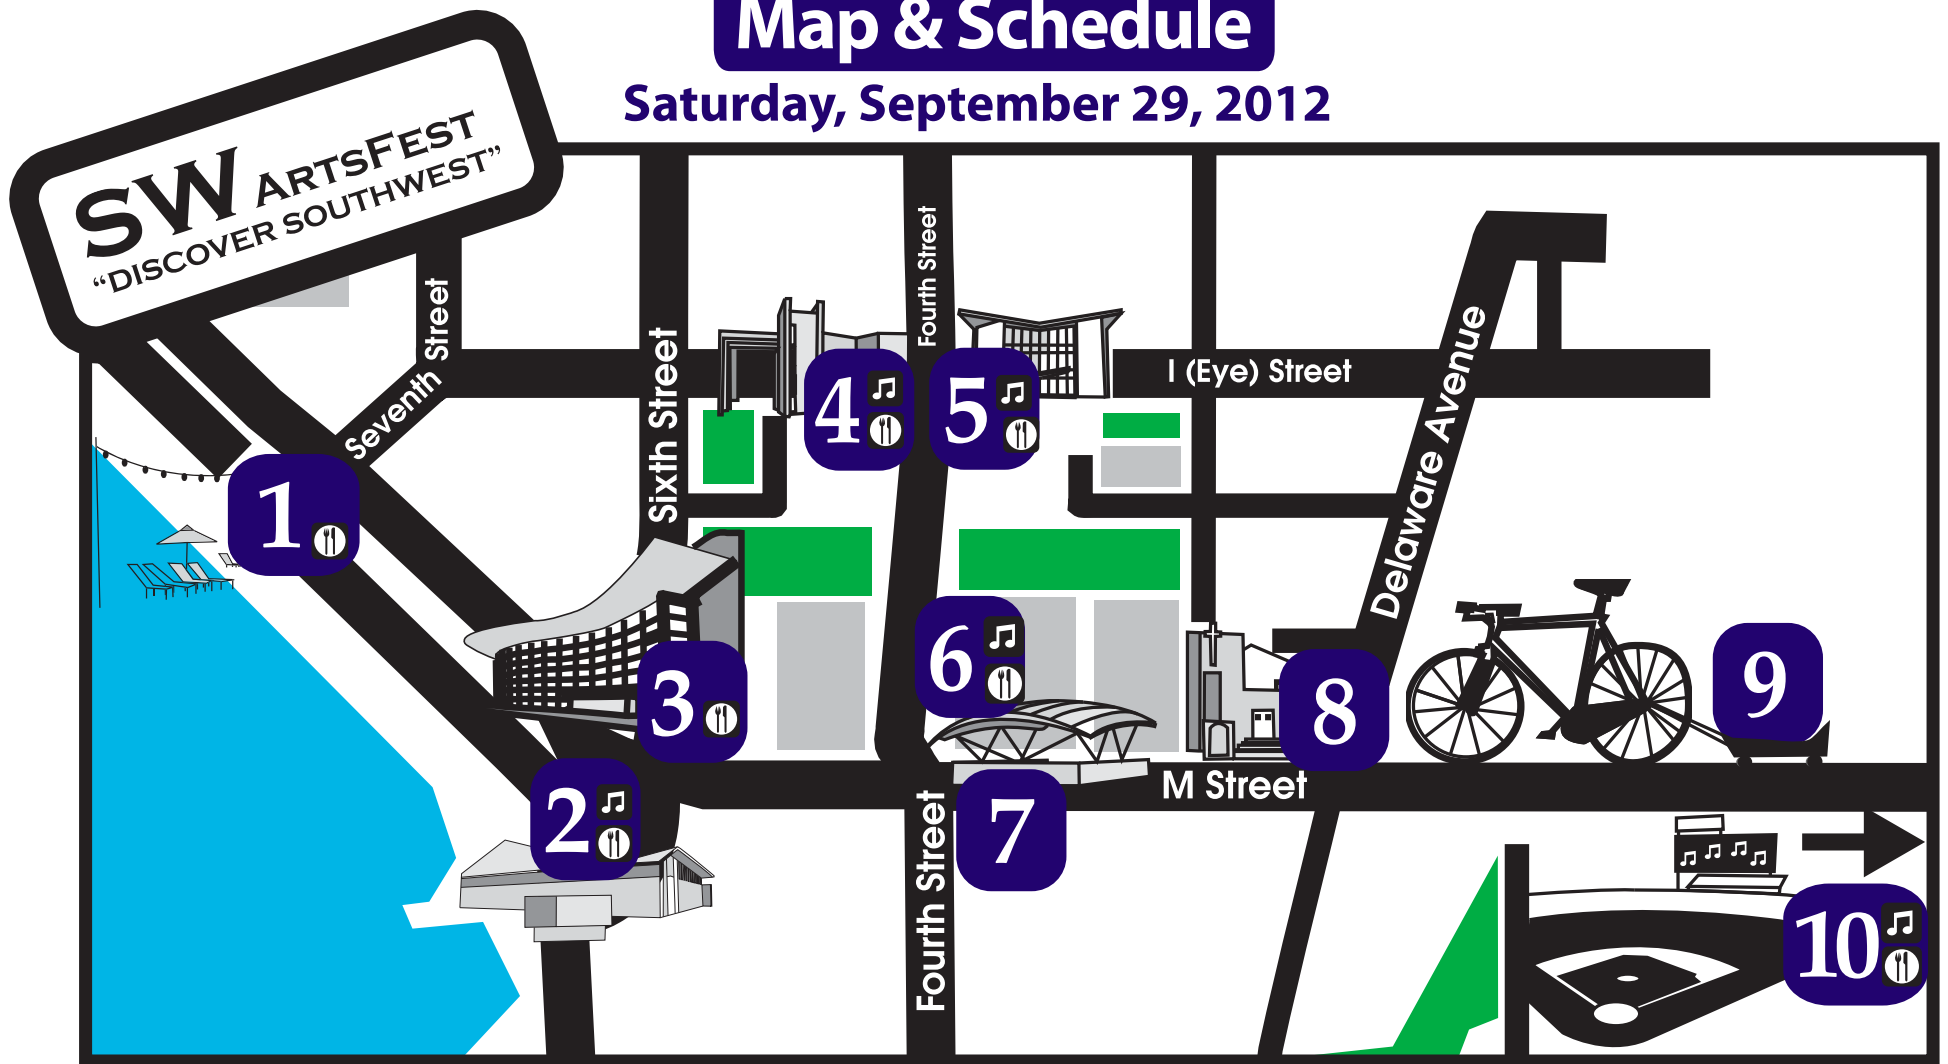 Map & Schedule
Saturday, September 29, 2012
SW ARTSFEST
“DISCOVER SOUTHWEST”
Fourth Street
Seventh Street
Sixth Street
I (Eye) Street
Delaware Avenue
4
5
1
6
3
8
9
M Street
2
7
Fourth Street
10